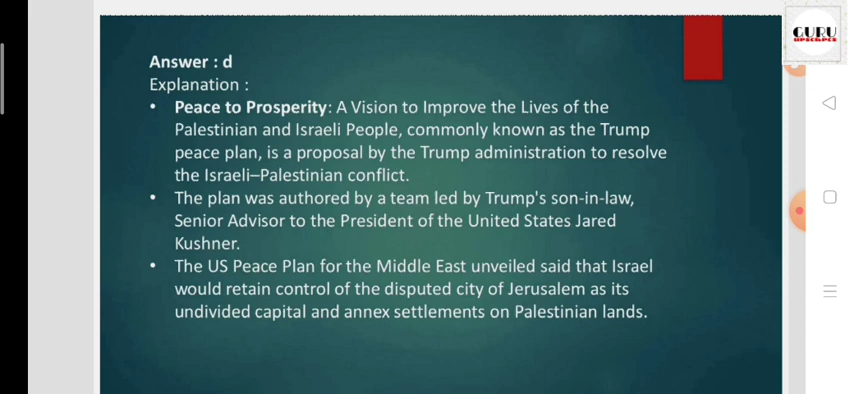 GURU
UPSC&PCS
Answer : d
Explanation :
• Peace to Prosperity: A Vision to Improve the Lives of the
Palestinian and Israeli People, commonly known as the Trump
peace plan, is a proposal by the Trump administration to resolve
the Israeli–Palestinian conflict.
• The plan was authored by a team led by Trump's son-in-law,
Senior Advisor to the President of the United States Jared
Kushner.
• The US Peace Plan for the Middle East unveiled said that Israel
would retain control of the disputed city of Jerusalem as its
undivided capital and annex settlements on Palestinian lands.